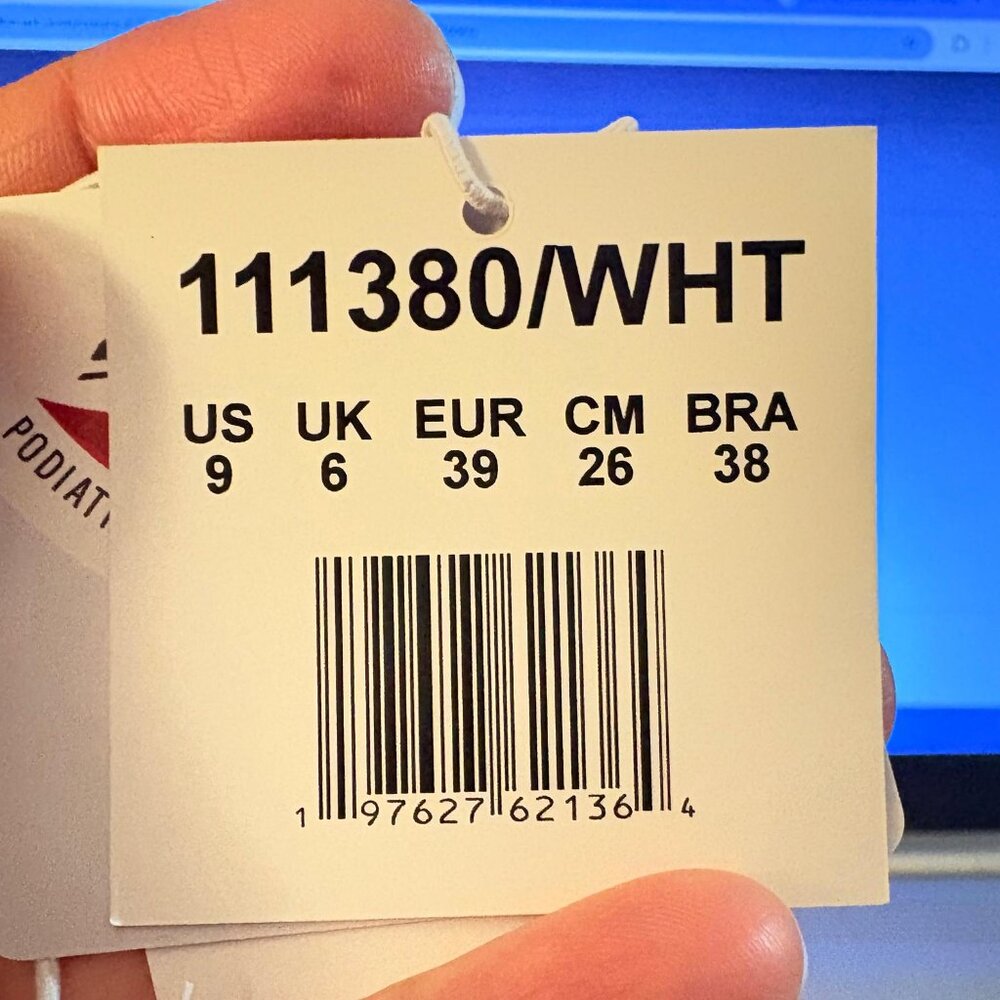 111380/WHT
US UK EUR CM BRA
9 6 39 26 38
1 97627 62136 4
PODIAT